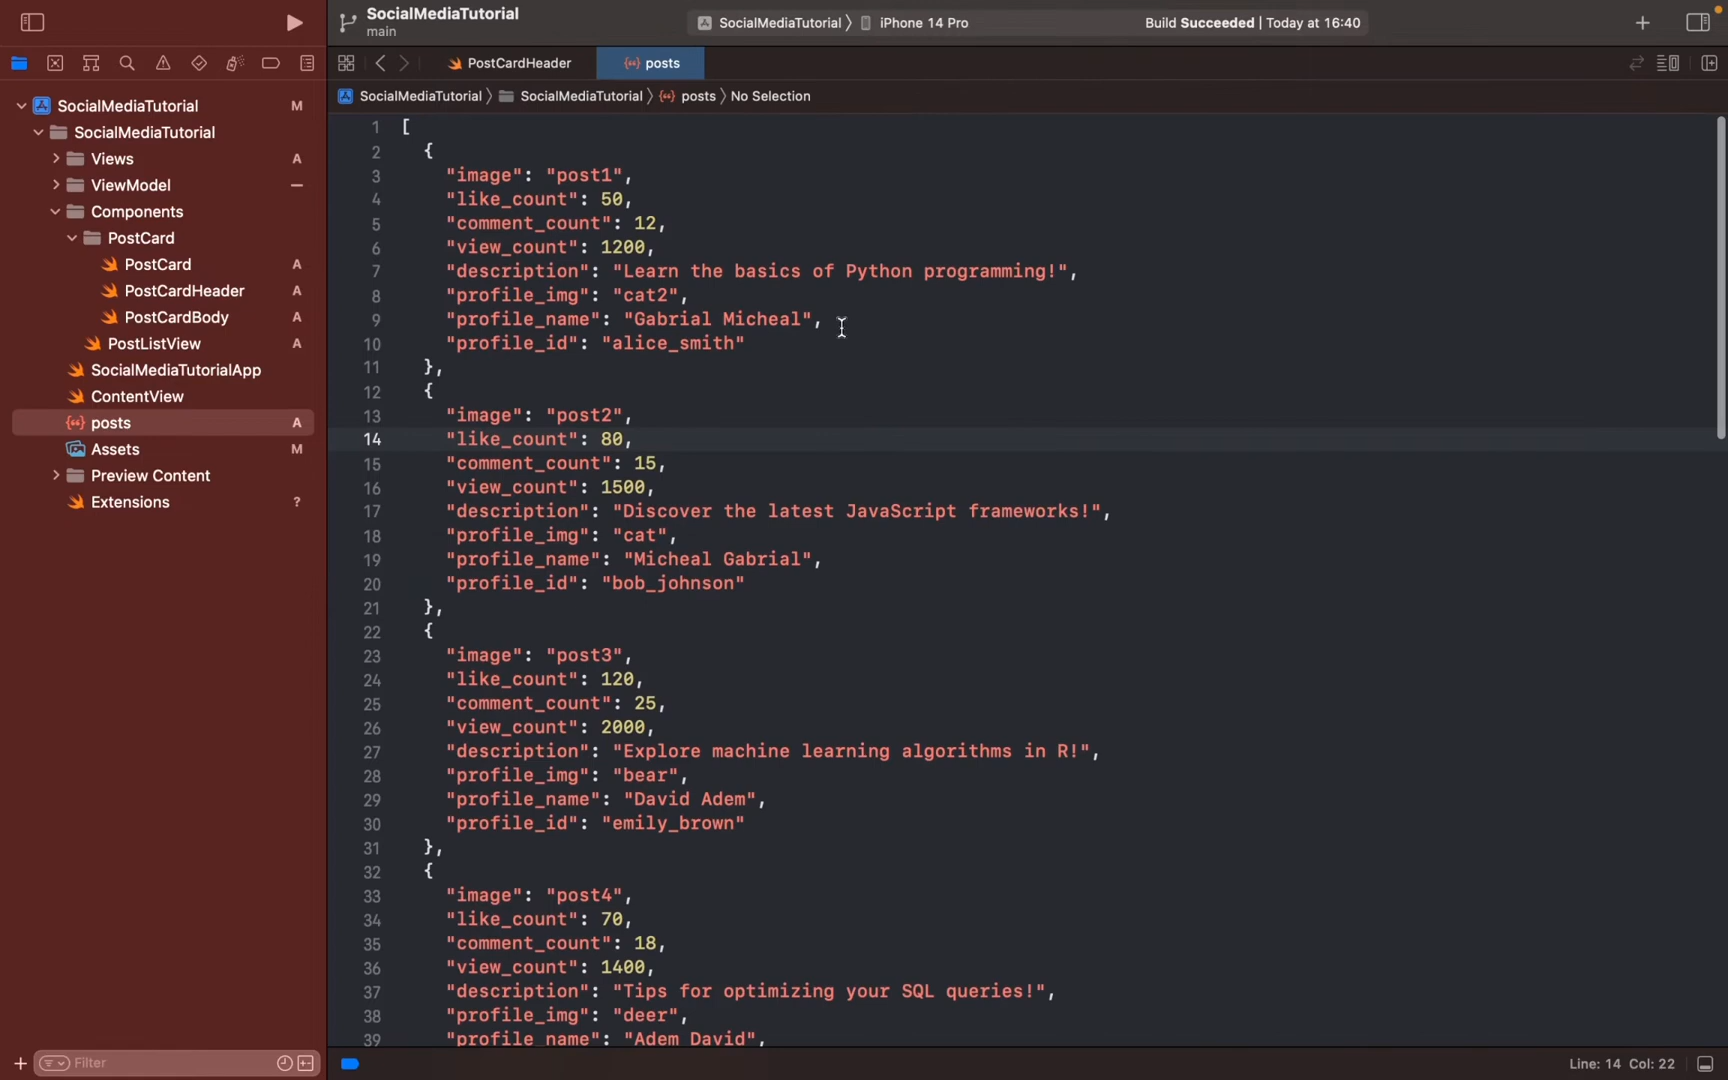 SocialMediaTutorial
main
SocialMediaTutorial 〉 iPhone 14 Pro
Build Succeeded | Today at 16:40
PostCardHeader
posts
SocialMediaTutorial 〉 SocialMediaTutorial 〉 posts 〉 No Selection
SocialMediaTutorial M
SocialMediaTutorial
Views A
ViewModel —
Components
PostCard
PostCard A
PostCardHeader A
PostCardBody A
PostListView A
SocialMediaTutorialApp
ContentView
posts A
Assets M
Preview Content
Extensions ?
Filter
1 [
2 {
3 "image": "post1",
4 "like_count": 50,
5 "comment_count": 12,
6 "view_count": 1200,
7 "description": "Learn the basics of Python programming!",
8 "profile_img": "cat2",
9 "profile_name": "Gabrial Micheal",
10 "profile_id": "alice_smith"
11 },
12 {
13 "image": "post2",
14 "like_count": 80,
15 "comment_count": 15,
16 "view_count": 1500,
17 "description": "Discover the latest JavaScript frameworks!",
18 "profile_img": "cat",
19 "profile_name": "Micheal Gabrial",
20 "profile_id": "bob_johnson"
21 },
22 {
23 "image": "post3",
24 "like_count": 120,
25 "comment_count": 25,
26 "view_count": 2000,
27 "description": "Explore machine learning algorithms in R!",
28 "profile_img": "bear",
29 "profile_name": "David Adem",
30 "profile_id": "emily_brown"
31 },
32 {
33 "image": "post4",
34 "like_count": 70,
35 "comment_count": 18,
36 "view_count": 1400,
37 "description": "Tips for optimizing your SQL queries!",
38 "profile_img": "deer",
39 "profile_name": "Adem David",
Line: 14 Col: 22